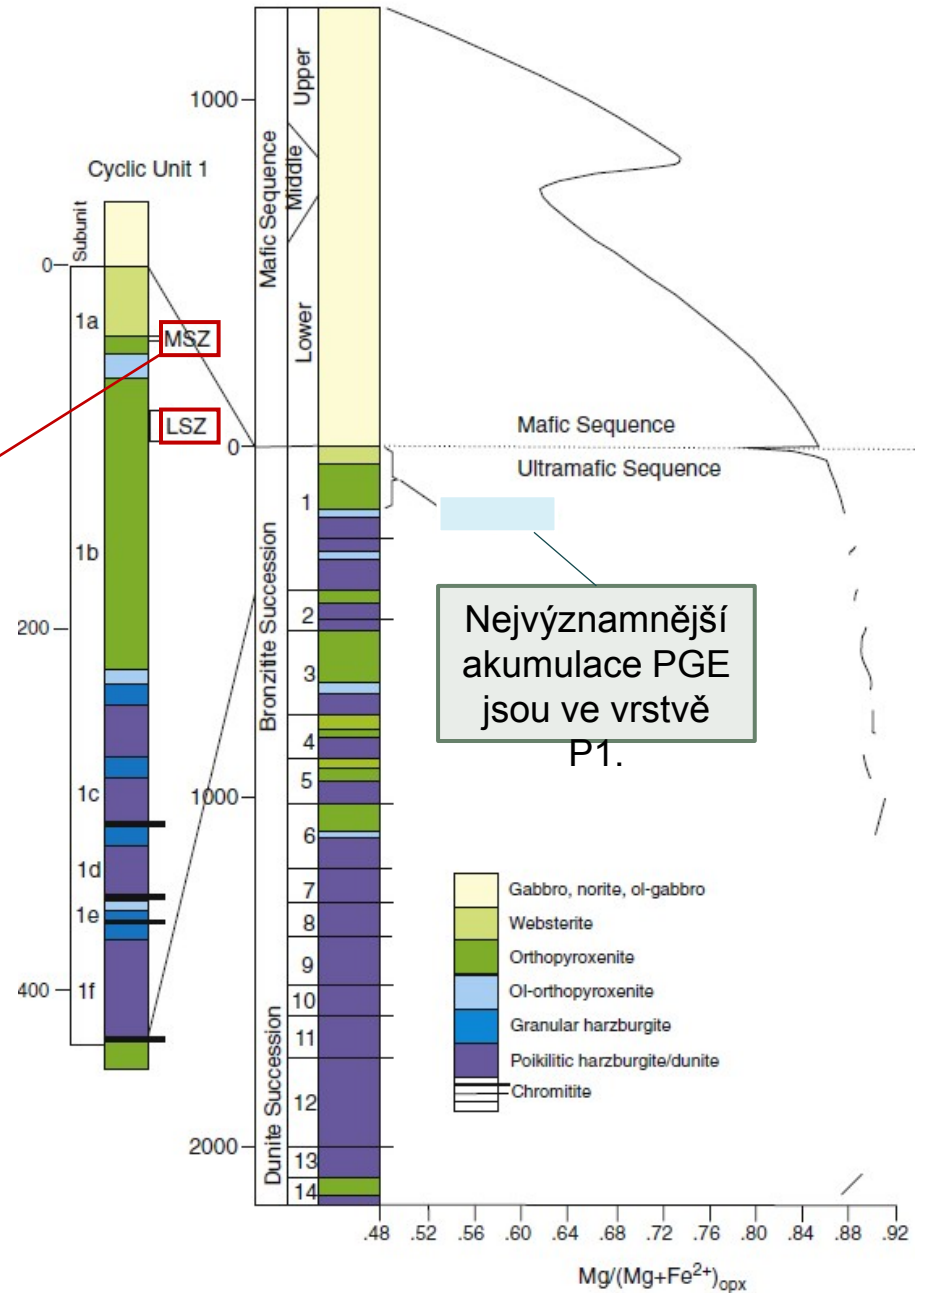 Cyclic Unit 1
Subunit
0
200
400
1a
1b
1c
1d
1e
1f
MSZ
LSZ
1000
0
1000
2000
Mafic Sequence
Bronzitite Succession
Dunite Succession
Upper
Middle
Lower
1
2
3
4
5
6
7
8
9
10
11
12
13
14
Mafic Sequence
Ultramafic Sequence
Nejvýznamnější
akumulace PGE
jsou ve vrstvě
P1.
Gabbro, norite, ol-gabbro
Websterite
Orthopyroxenite
Ol-orthopyroxenite
Granular harzburgite
Poikilitic harzburgite/dunite
Chromitite
.48 .52 .56 .60 .64 .68 .72 .76 .80 .84 .88 .92
Mg/(Mg+Fe²⁺)opx